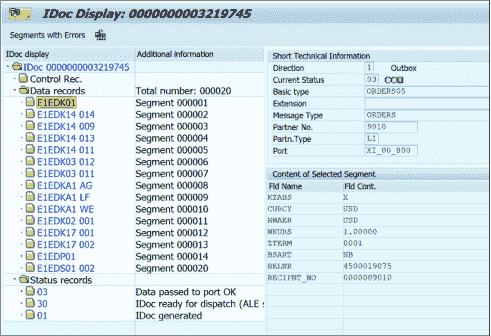 IDoc Display: 0000000003219745
Segments with Errors
IDoc display Additional information
IDoc 0000000003219745
Control Rec.
Data records Total number: 000020
E1EDK01 Segment 000001
E1EDK14 014 Segment 000002
E1EDK14 009 Segment 000003
E1EDK14 013 Segment 000004
E1EDK14 011 Segment 000005
E1EDK03 012 Segment 000006
E1EDK03 011 Segment 000007
E1EDKA1 AG Segment 000008
E1EDKA1 LF Segment 000009
E1EDKA1 WE Segment 000010
E1EDK02 001 Segment 000011
E1EDK17 001 Segment 000012
E1EDK17 002 Segment 000013
E1EDP01 Segment 000014
E1EDS01 002 Segment 000020
Status records
03 Data passed to port OK
30 IDoc ready for dispatch (ALE s
01 IDoc generated
Short Technical Information
Direction 1 Outbox
Current Status 03
Basic type ORDERS05
Extension
Message Type ORDERS
Partner No. 9010
Partn.Type LI
Port XI_00_800
Content of Selected Segment
Fld Name Fld Cont.
KZABS X
CURCY USD
HWAER USD
WKURS 1.00000
ZTERM 0001
BSART NB
BELNR 4500019075
RECIPNT_NO 0000009010